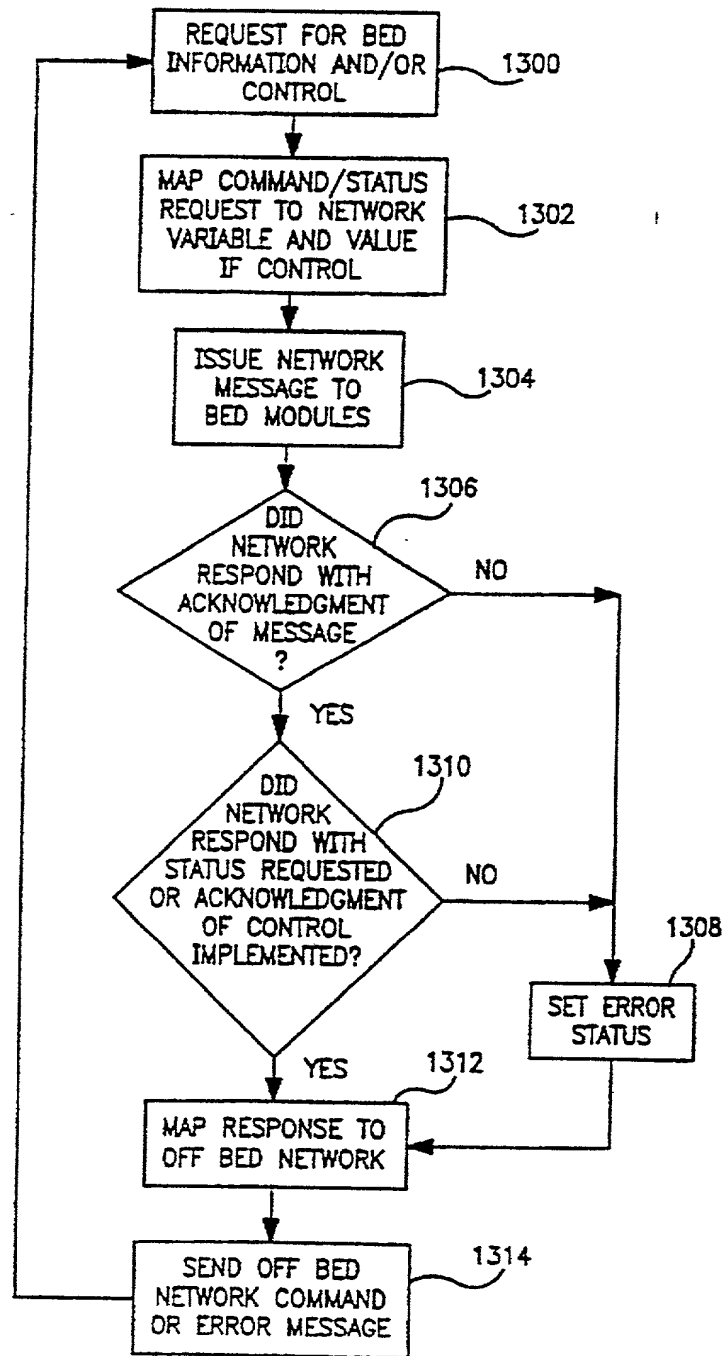 REQUEST FOR BED
INFORMATION AND/OR
CONTROL
1300
MAP COMMAND/STATUS
REQUEST TO NETWORK
VARIABLE AND VALUE
IF CONTROL
1302
ISSUE NETWORK
MESSAGE TO
BED MODULES
1304
1306
DID
NETWORK
RESPOND WITH
ACKNOWLEDGMENT
OF MESSAGE
?
NO
YES
1310
DID
NETWORK
RESPOND WITH
STATUS REQUESTED
OR ACKNOWLEDGMENT
OF CONTROL
IMPLEMENTED?
NO
1308
SET ERROR
STATUS
YES
1312
MAP RESPONSE TO
OFF BED NETWORK
1314
SEND OFF BED
NETWORK COMMAND
OR ERROR MESSAGE